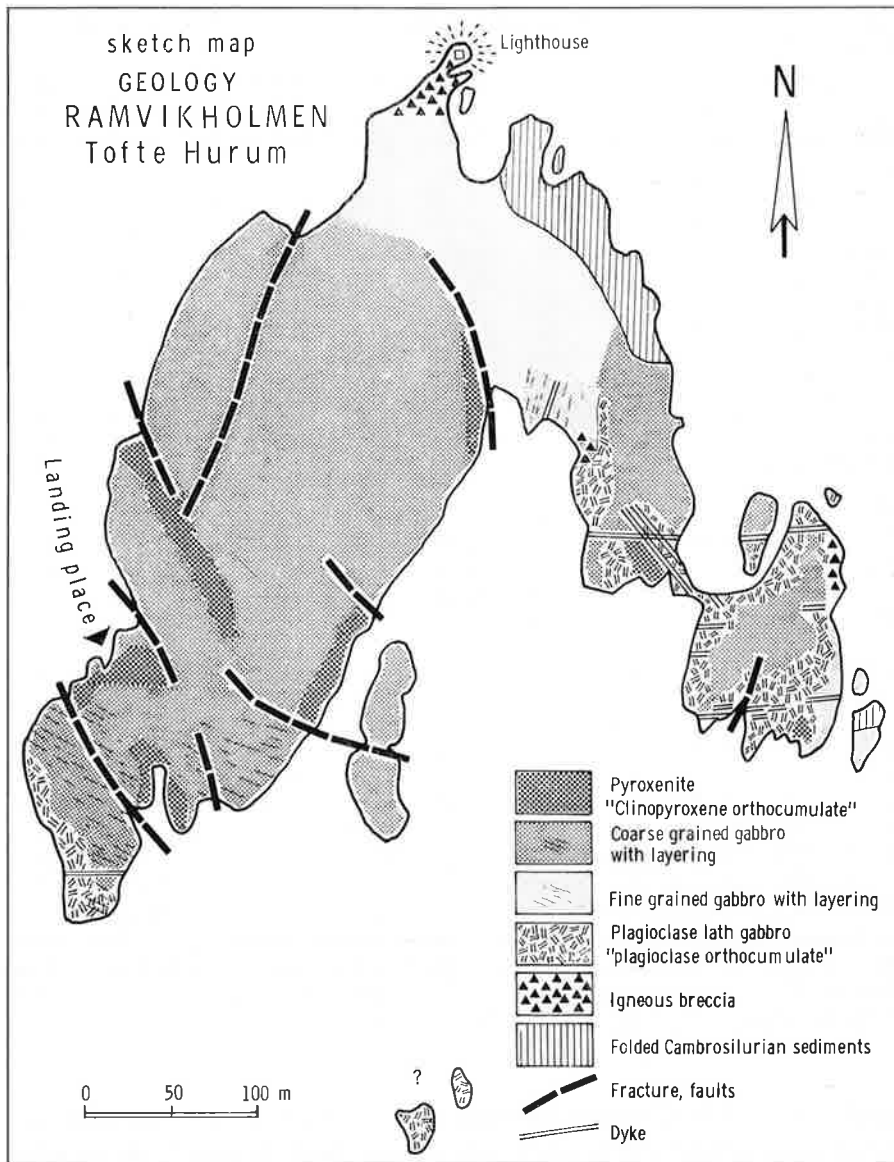 sketch map
GEOLOGY
RAMVIKHOLMEN
Tofte Hurum
Lighthouse
N
Landing place
Pyroxenite
"Clinopyroxene orthocumulate"
Coarse grained gabbro
with layering
Fine grained gabbro with layering
Plagioclase lath gabbro
"plagioclase orthocumulate"
Igneous breccia
Folded Cambrosilurian sediments
Fracture, faults
Dyke
?
0 50 100 m